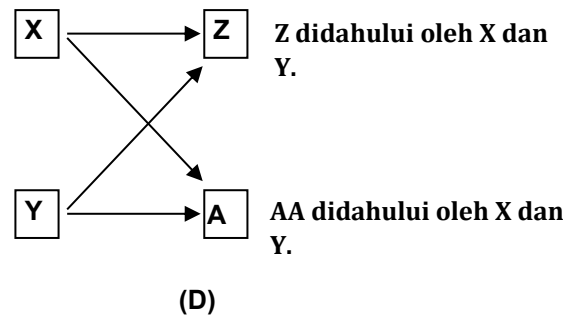 X
Z
Z didahului oleh X dan
Y.
Y
A
AA didahului oleh X dan
Y.
(D)